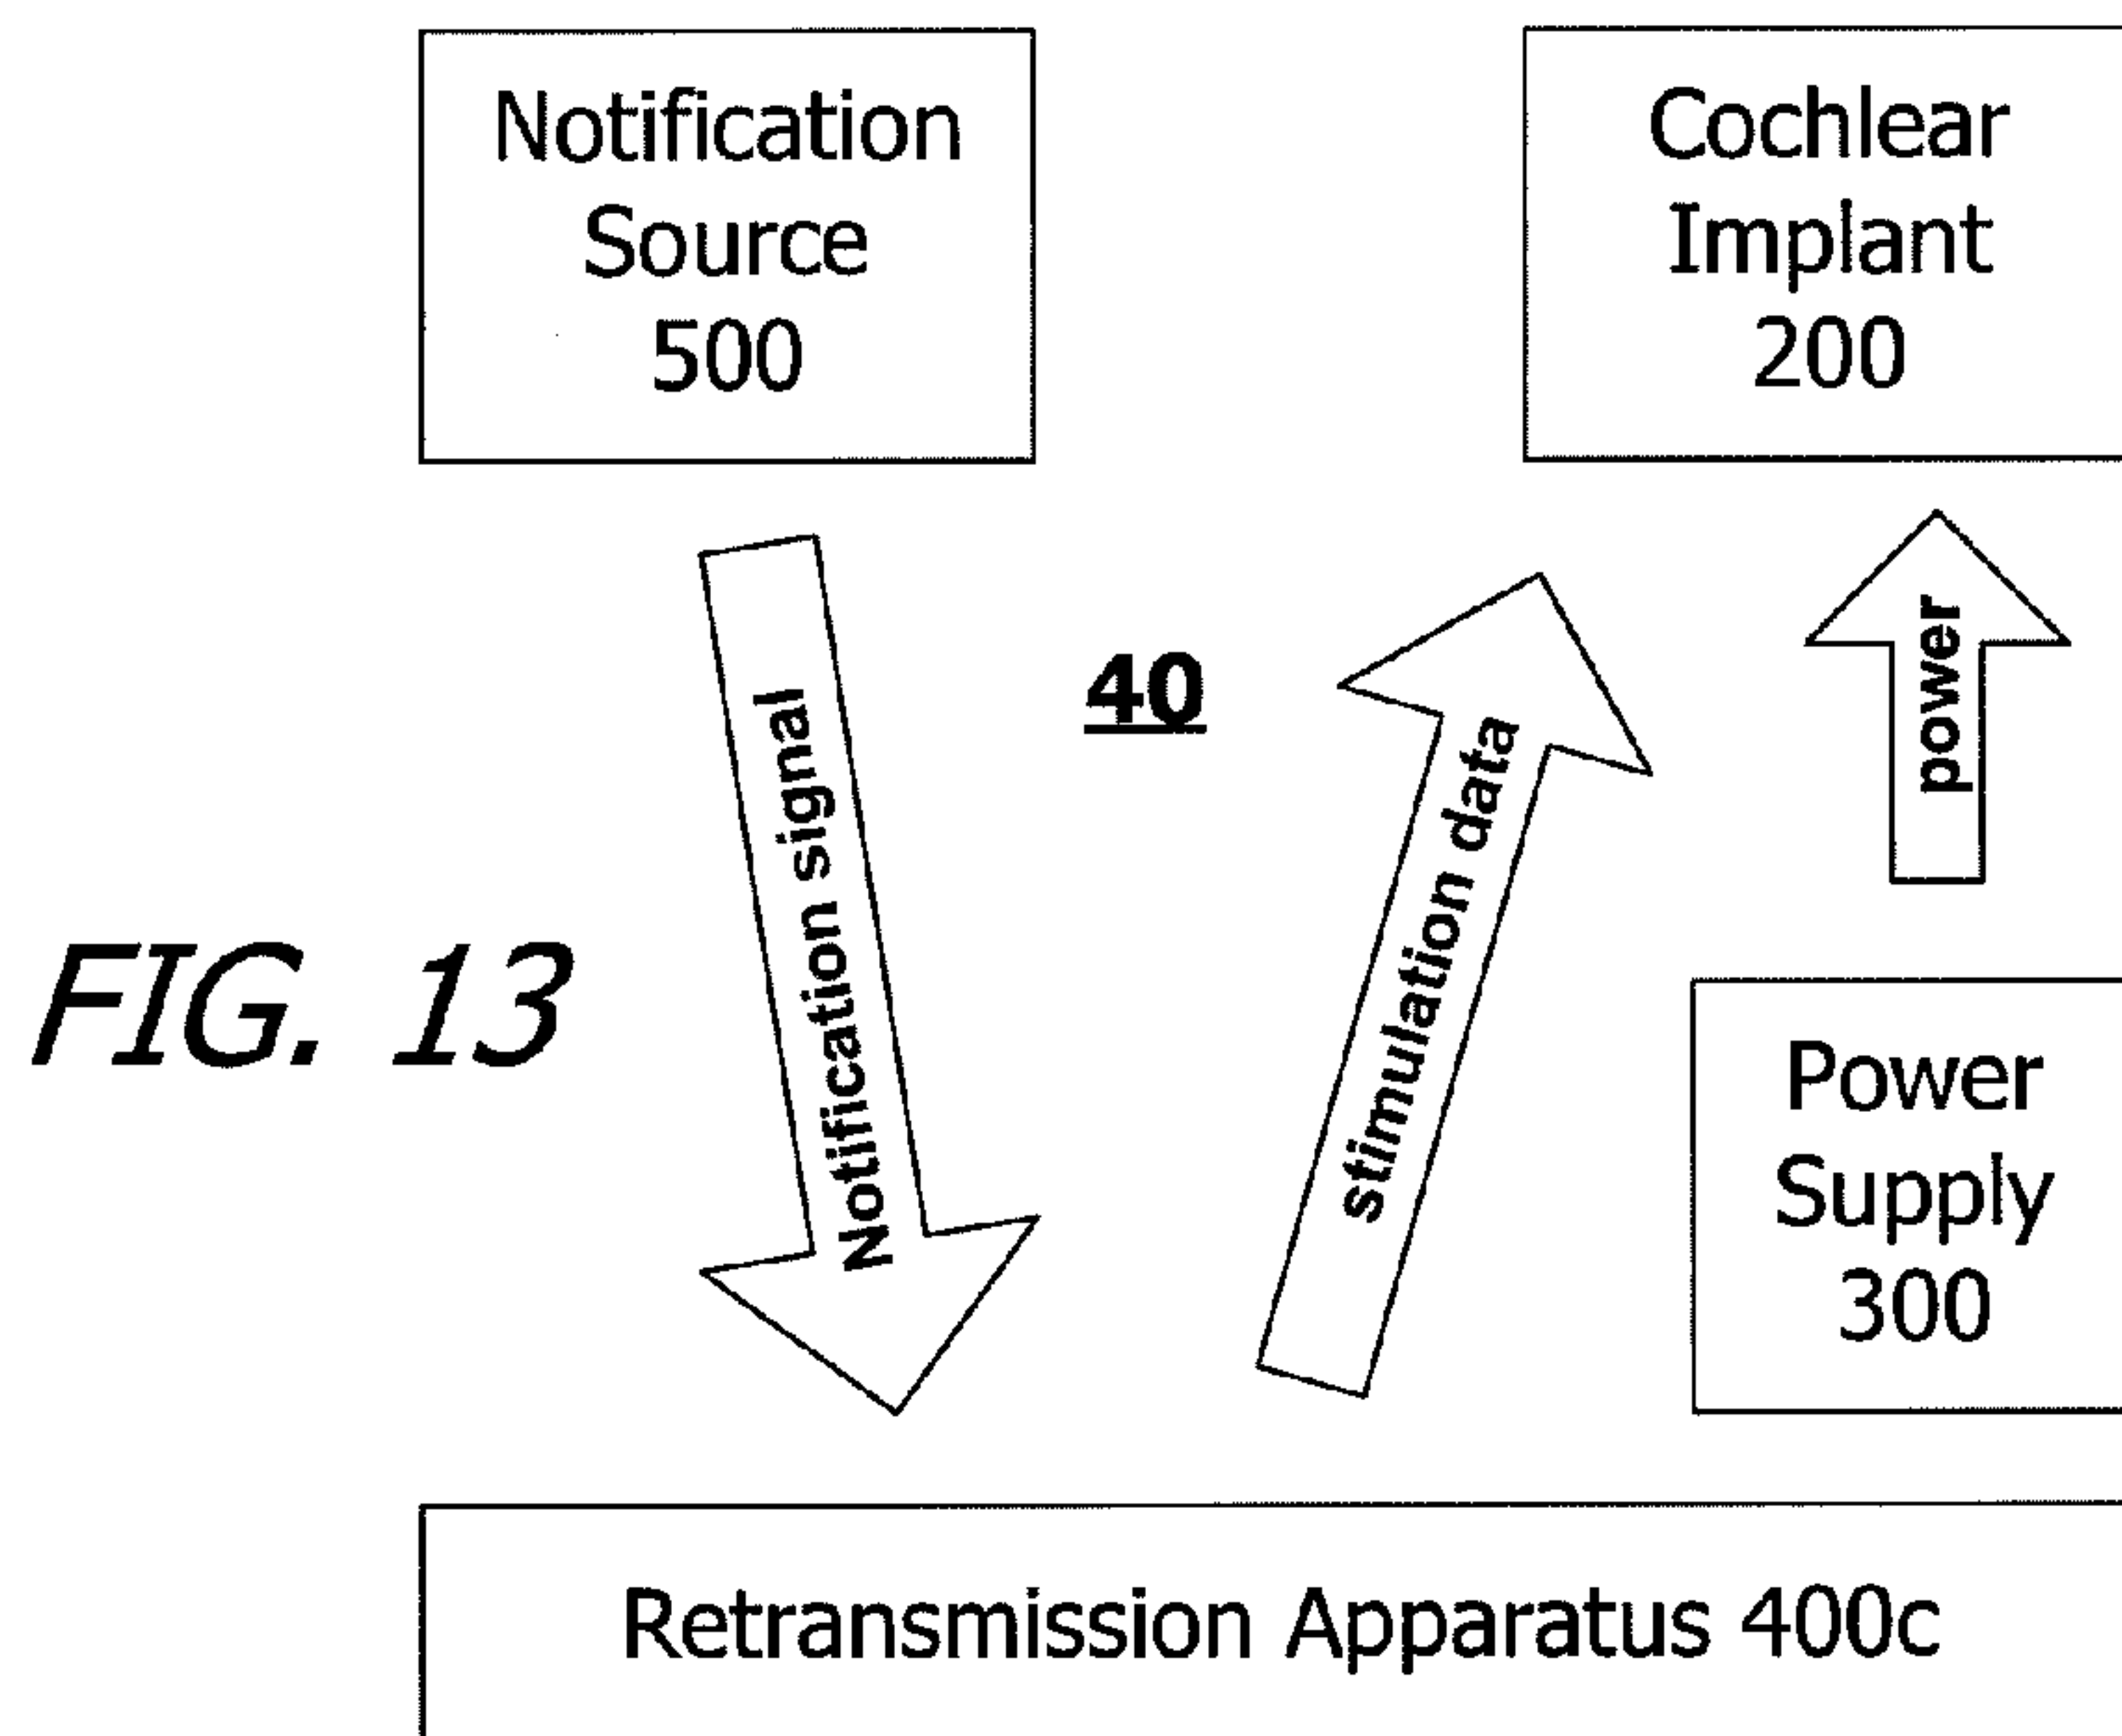 Notification
Source
500
Cochlear
Implant
200
Notification signal
40
stimulation data
power
FIG. 13
Power
Supply
300
Retransmission Apparatus 400c